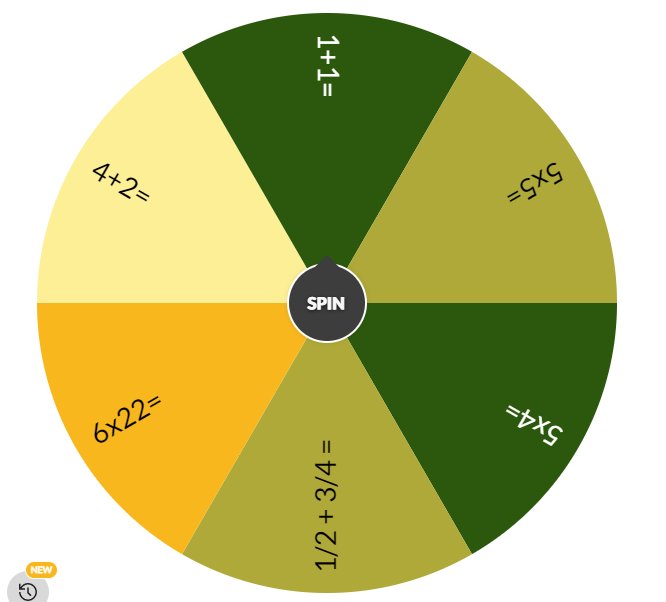 1+1=
5x5=
5x4=
1/2 + 3/4 =
6x22=
4+2=
SPIN
NEW